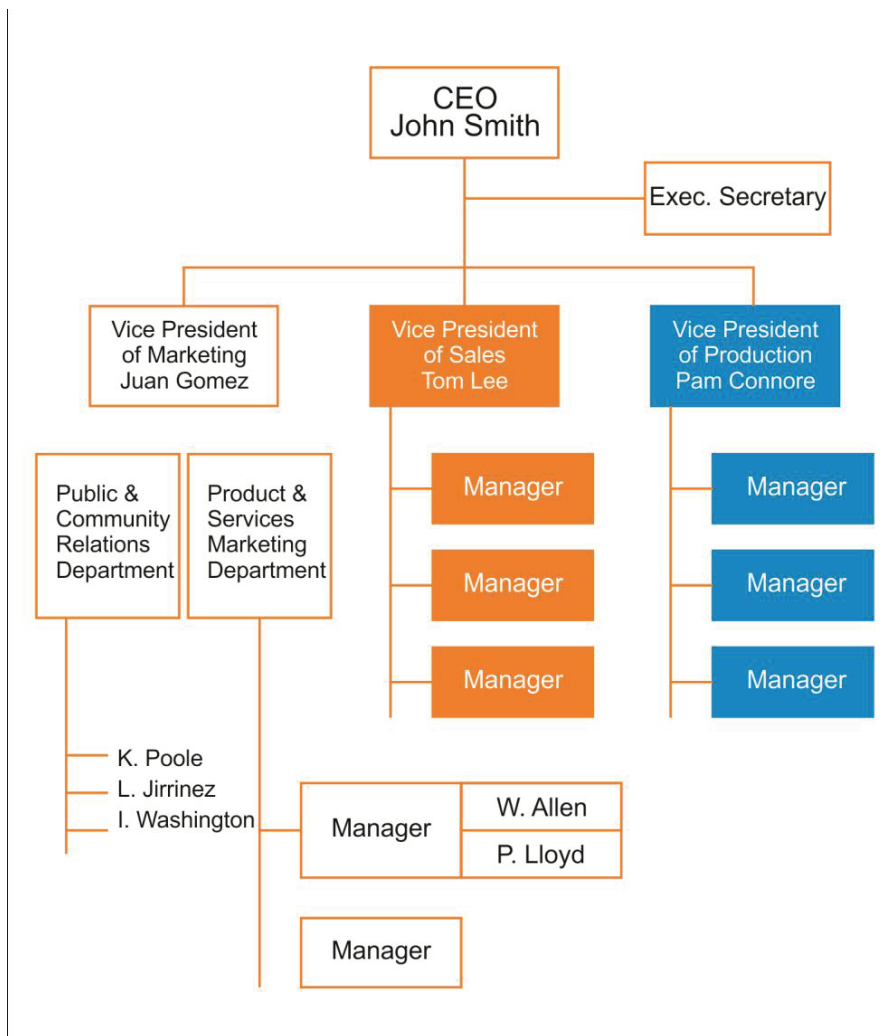 CEO
John Smith
Exec. Secretary
Vice President
of Marketing
Juan Gomez
Vice President
of Sales
Tom Lee
Vice President
of Production
Pam Connore
Public &
Community
Relations
Department
Product &
Services
Marketing
Department
Manager
Manager
Manager
Manager
Manager
Manager
K. Poole
L. Jirrinez
I. Washington
Manager
W. Allen
P. Lloyd
Manager